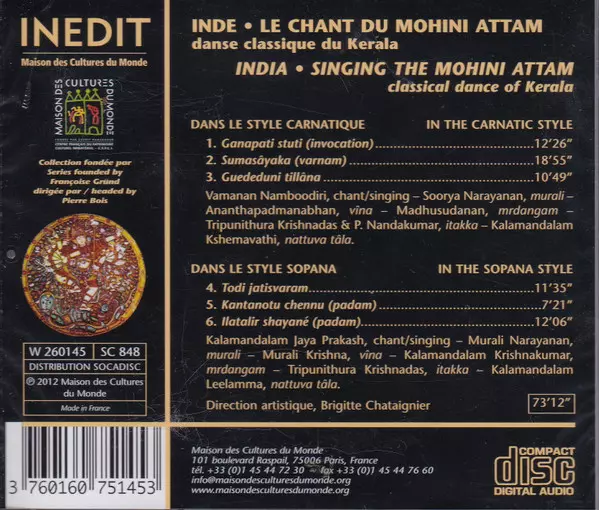 INEDIT
Maison des Cultures du Monde
MAISON DES
CULTURES
DU MONDE
Collection fondée par
Series founded by
Françoise Gründ
dirigée par / headed by
Pierre Bois
W 260145
SC 848
DISTRIBUTION SOCADISC
℗ 2012 Maison des Cultures
du Monde
Made in France
3 760160 751453
INDE • LE CHANT DU MOHINI ATTAM
danse classique du Kerala
INDIA • SINGING THE MOHINI ATTAM
classical dance of Kerala
DANS LE STYLE CARNATIQUE IN THE CARNATIC STYLE
1. Ganapati stuti (invocation) 12’26”
2. Sumasâyaka (varnam) 18’55”
3. Guededuni tillâna 10’49”
Vamanan Namboodiri, chant/singing – Soorya Narayanan, murali –
Ananthapadmanabhan, vîna – Madhusudanan, mrdangam –
Tripunithura Krishnadas & P. Nandakumar, itakka – Kalamandalam
Kshemavathi, nattuva tâla.
DANS LE STYLE SOPANA IN THE SOPANA STYLE
4. Todi jatisvaram 11’35”
5. Kantanotu chennu (padam) 7’21”
6. Ilatalir shayané (padam) 12’06”
Kalamandalam Jaya Prakash, chant/singing – Murali Narayanan,
murali – Murali Krishna, vîna – Kalamandalam Krishnakumar,
mrdangam – Tripunithura Krishnadas, itakka – Kalamandalam
Leelamma, nattuva tâla.
Direction artistique, Brigitte Chataignier
73’12”
Maison des Cultures du Monde
101 boulevard Raspail, 75006 Paris, France
tél. +33 (0)1 45 44 72 30 – fax +33 (0)1 45 44 76 60
info@maisondesculturesdumonde.org
www.maisondesculturesdumonde.org
COMPACT
disc
DIGITAL AUDIO